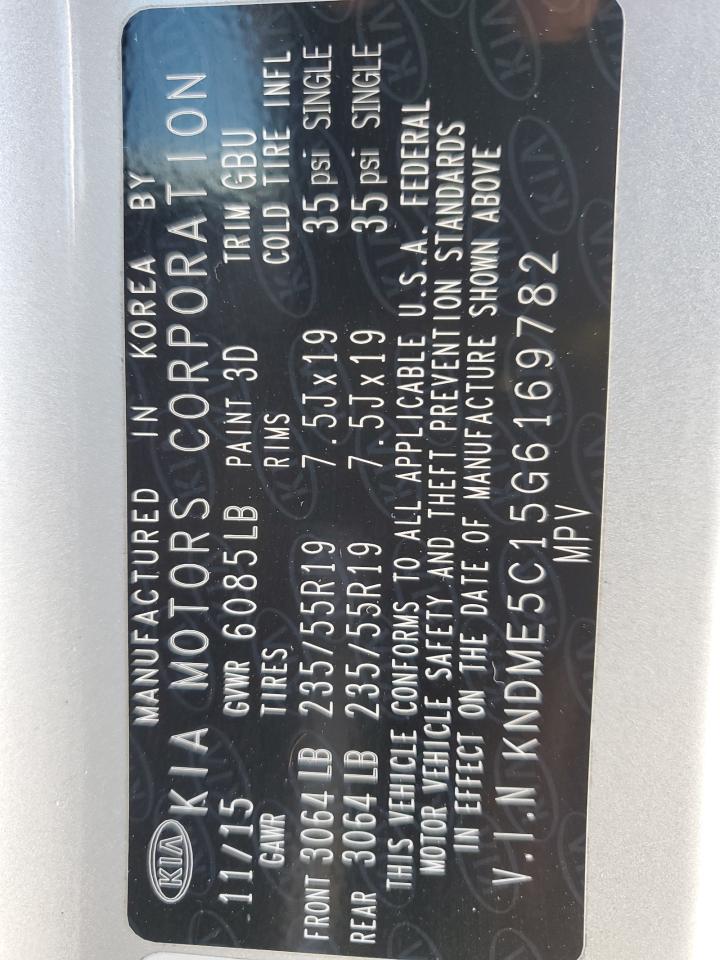 MANUFACTURED IN KOREA BY
KIA KIA MOTORS CORPORATION
11/15 GVWR 6085LB PAINT 3D TRIM GBU
GAWR TIRES RIMS COLD TIRE INFL
FRONT 3064LB 235/55R19 7.5Jx19 35psi SINGLE
REAR 3064LB 235/55R19 7.5Jx19 35psi SINGLE
THIS VEHICLE CONFORMS TO ALL APPLICABLE U.S.A. FEDERAL
MOTOR VEHICLE SAFETY AND THEFT PREVENTION STANDARDS
IN EFFECT ON THE DATE OF MANUFACTURE SHOWN ABOVE
V.I.N KNDME5C15G6169782
MPV